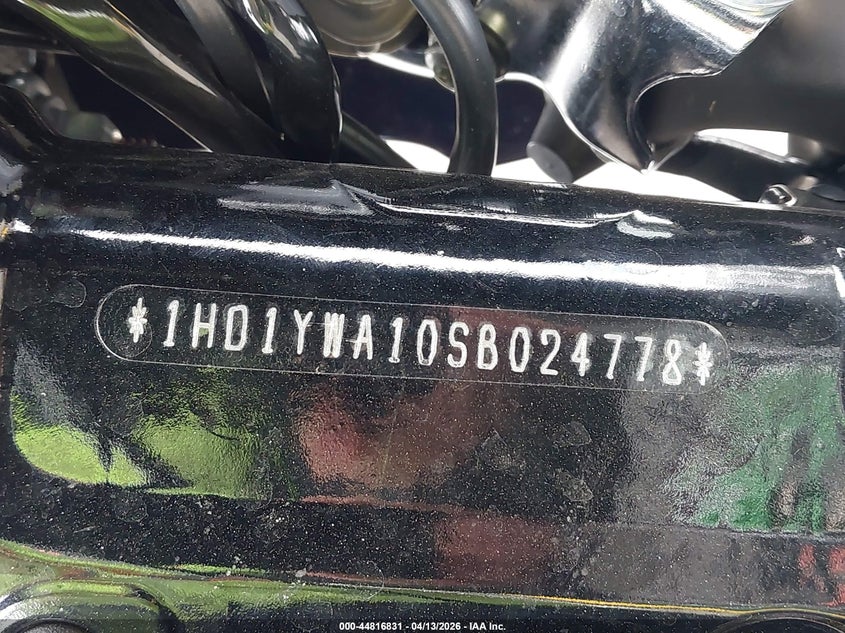 *1HD1YWA10SB024778*
000-44816831 - 04/13/2026 - IAA Inc.